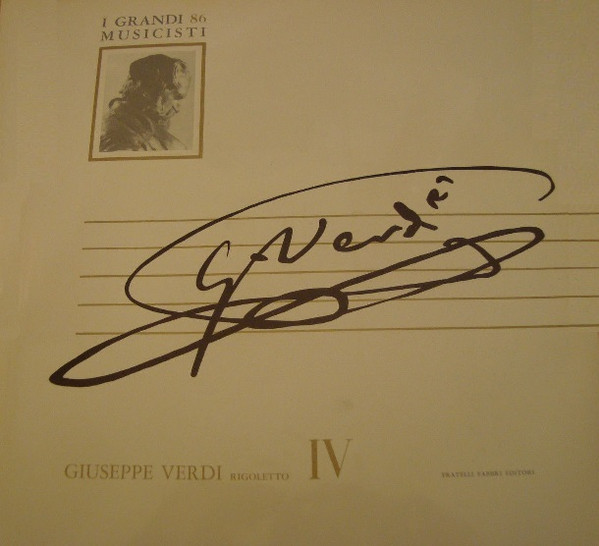 I GRANDI 86
MUSICISTI
G. Verdi
GIUSEPPE VERDI RIGOLETTO IV
FRATELLI FABBRI EDITORI